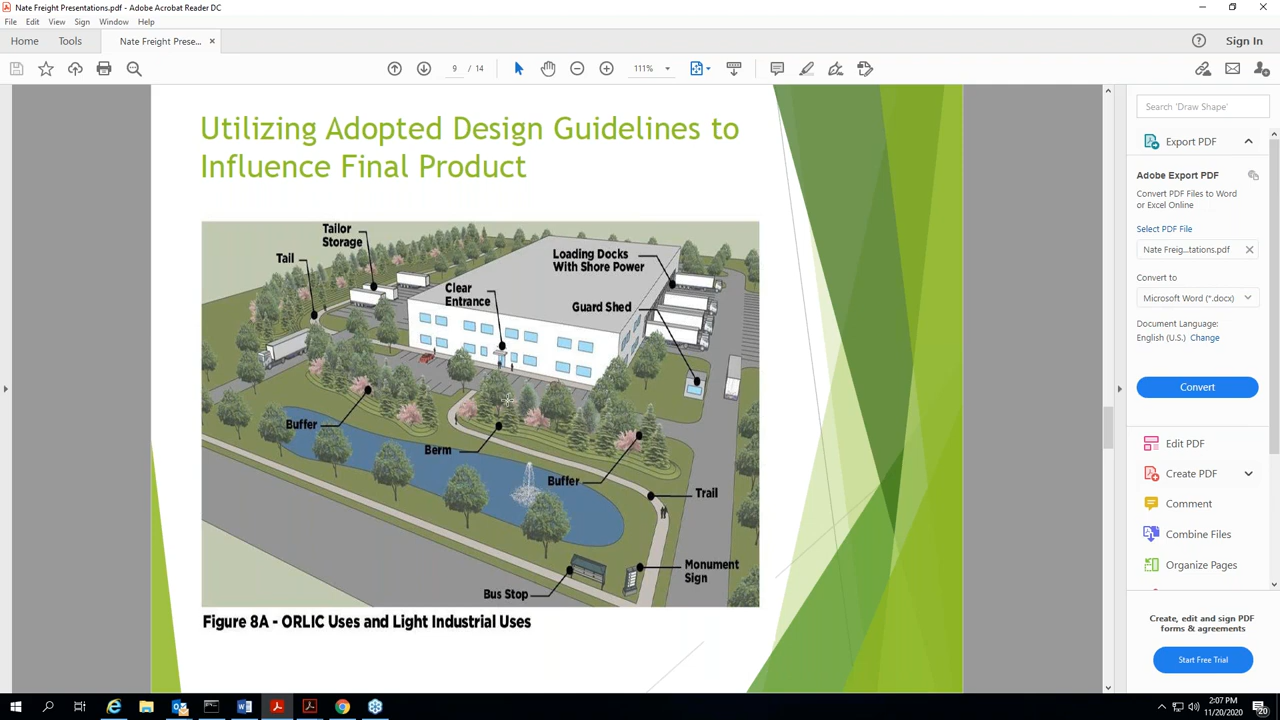 Nate Freight Presentations.pdf - Adobe Acrobat Reader DC
File Edit View Sign Window Help
Home Tools Nate Freight Prese... ×
Sign In
9 / 14
111%
Utilizing Adopted Design Guidelines to
Influence Final Product
Tailor
Storage
Tail
Clear
Entrance
Loading Docks
With Shore Power
Guard Shed
Buffer
Berm
Buffer
Trail
Monument
Sign
Bus Stop
Figure 8A - ORLIC Uses and Light Industrial Uses
Search 'Draw Shape'
Export PDF
Adobe Export PDF
Convert PDF Files to Word
or Excel Online
Select PDF File
Nate Freig...tations.pdf
Convert to
Microsoft Word (*.docx)
Document Language:
English (U.S.) Change
Convert
Edit PDF
Create PDF
Comment
Combine Files
Organize Pages
Create, edit and sign PDF
forms & agreements
Start Free Trial
2:07 PM
11/20/2020
20